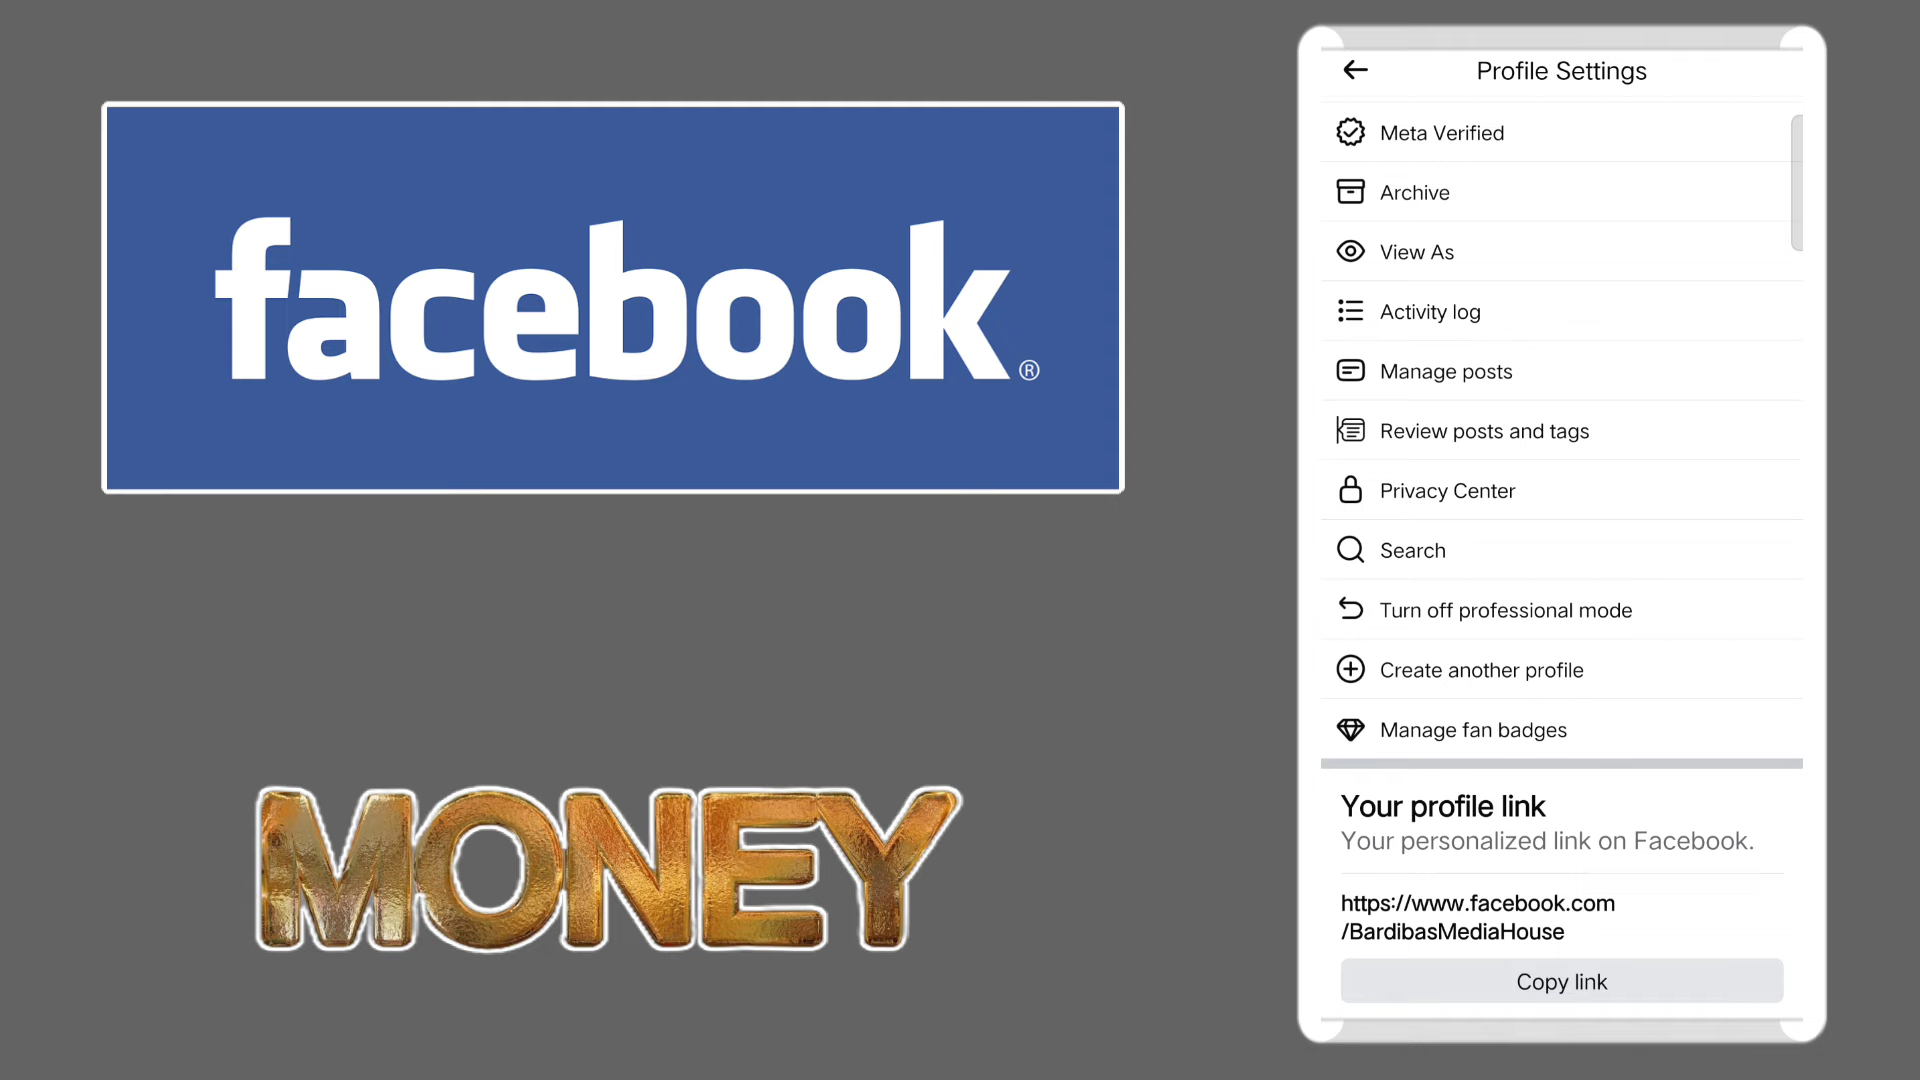 facebook®
MONEY
Profile Settings
Meta Verified
Archive
View As
Activity log
Manage posts
Review posts and tags
Privacy Center
Search
Turn off professional mode
Create another profile
Manage fan badges
Your profile link
Your personalized link on Facebook.
https://www.facebook.com
/BardibasMediaHouse
Copy link